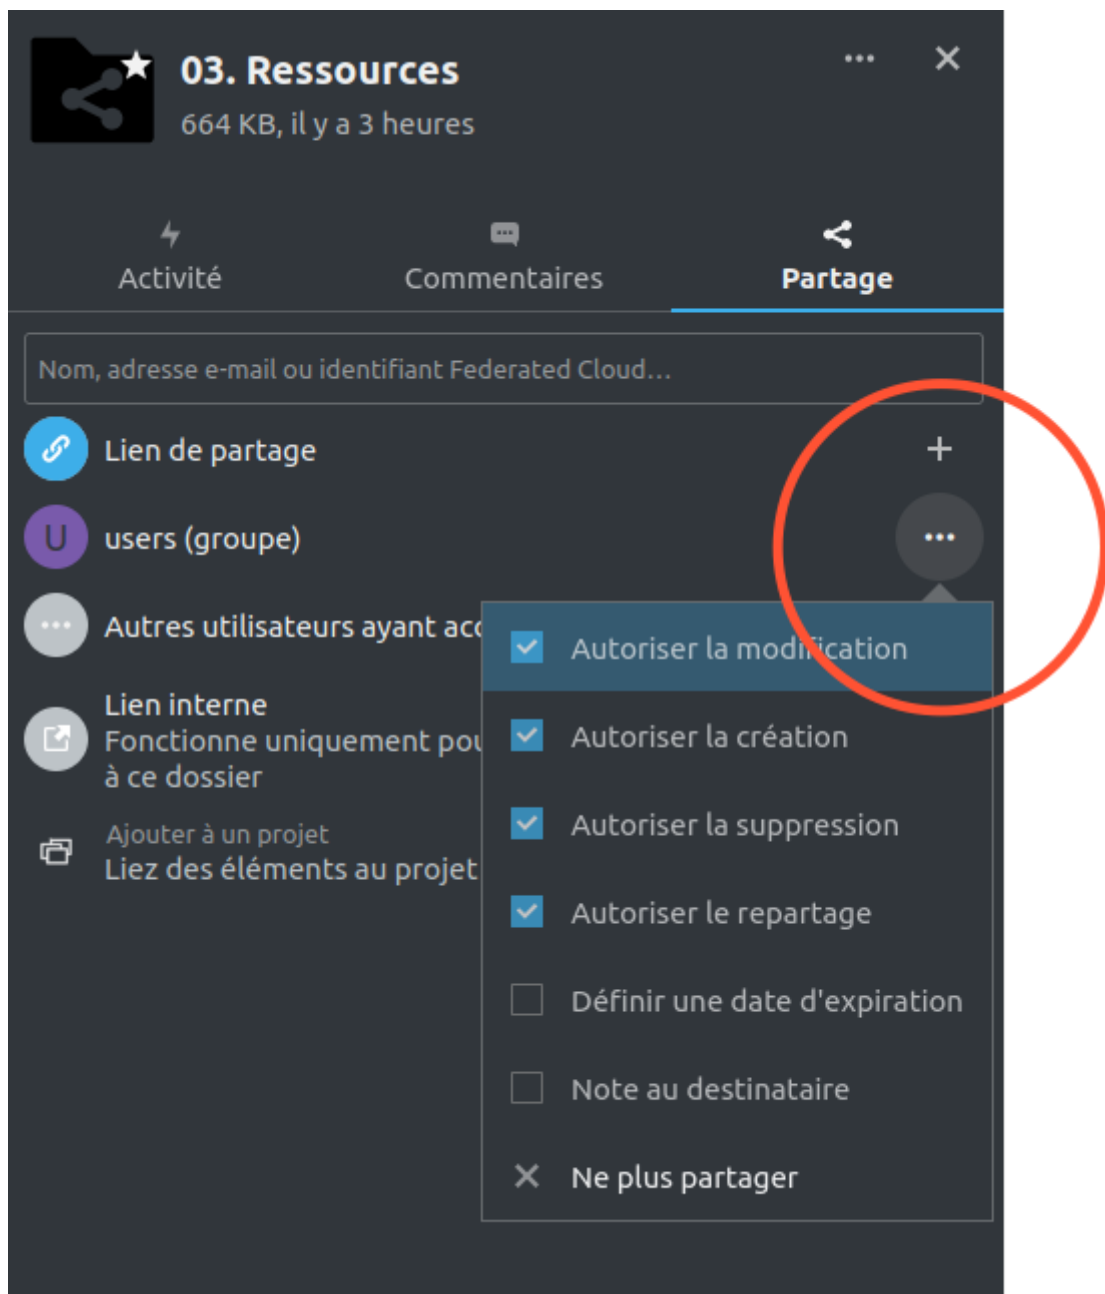 03. Ressources
664 KB, il y a 3 heures
Activité
Commentaires
Partage
Nom, adresse e-mail ou identifiant Federated Cloud...
Lien de partage
U
users (groupe)
Autres utilisateurs ayant
Autoriser la modification
Lien interne
Fonctionne uniquement
à ce dossier
Autoriser la création
Autoriser la suppression
Ajouter à un projet
Liez des éléments au projet
Autoriser le repartage
Définir une date d'expiration
Note au destinataire
Ne plus partager